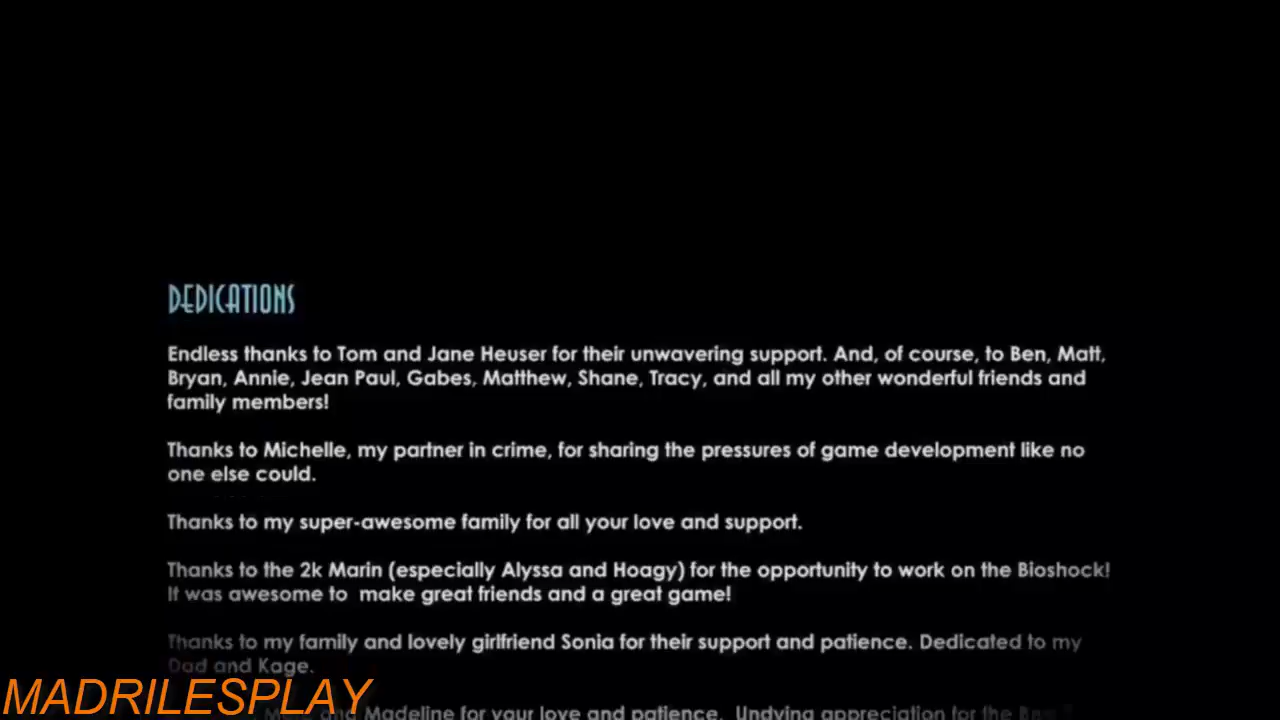 DEDICATIONS
Endless thanks to Tom and Jane Heuser for their unwavering support. And, of course, to Ben, Matt,
Bryan, Annie, Jean Paul, Gabes, Matthew, Shane, Tracy, and all my other wonderful friends and
family members!
Thanks to Michelle, my partner in crime, for sharing the pressures of game development like no
one else could.
Thanks to my super-awesome family for all your love and support.
Thanks to the 2k Marin (especially Alyssa and Hoagy) for the opportunity to work on the Bioshock!
It was awesome to  make great friends and a great game!
Thanks to my family and lovely girlfriend Sonia for their support and patience. Dedicated to my
Dad and Kage.
and Madeline for your love and patience.  Undying appreciation for the
MADRILESPLAY